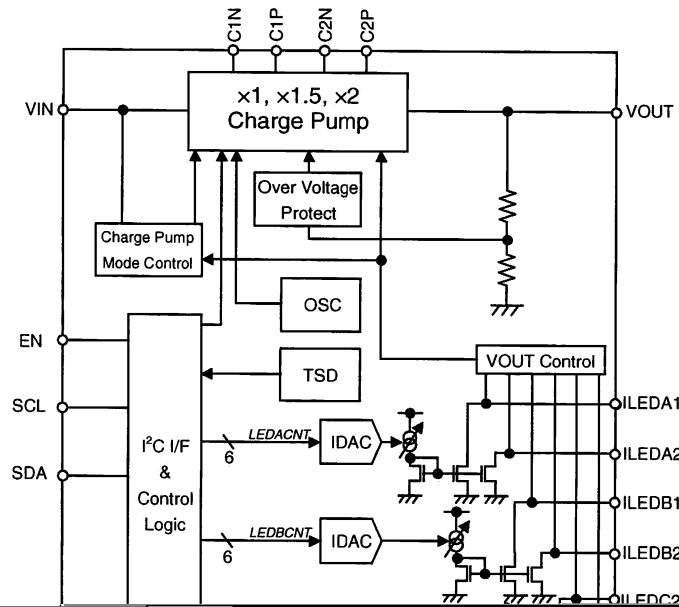 C1N
C1P
C2N
C2P
VIN
×1, ×1.5, ×2
Charge Pump
VOUT
Over Voltage
Protect
Charge Pump
Mode Control
OSC
EN
VOUT Control
TSD
SCL
ILEDA1
LEDACNT
6
IDAC
I²C I/F
&
Control
Logic
ILEDA2
SDA
ILEDB1
LEDBCNT
6
IDAC
ILEDB2
ILEDC2